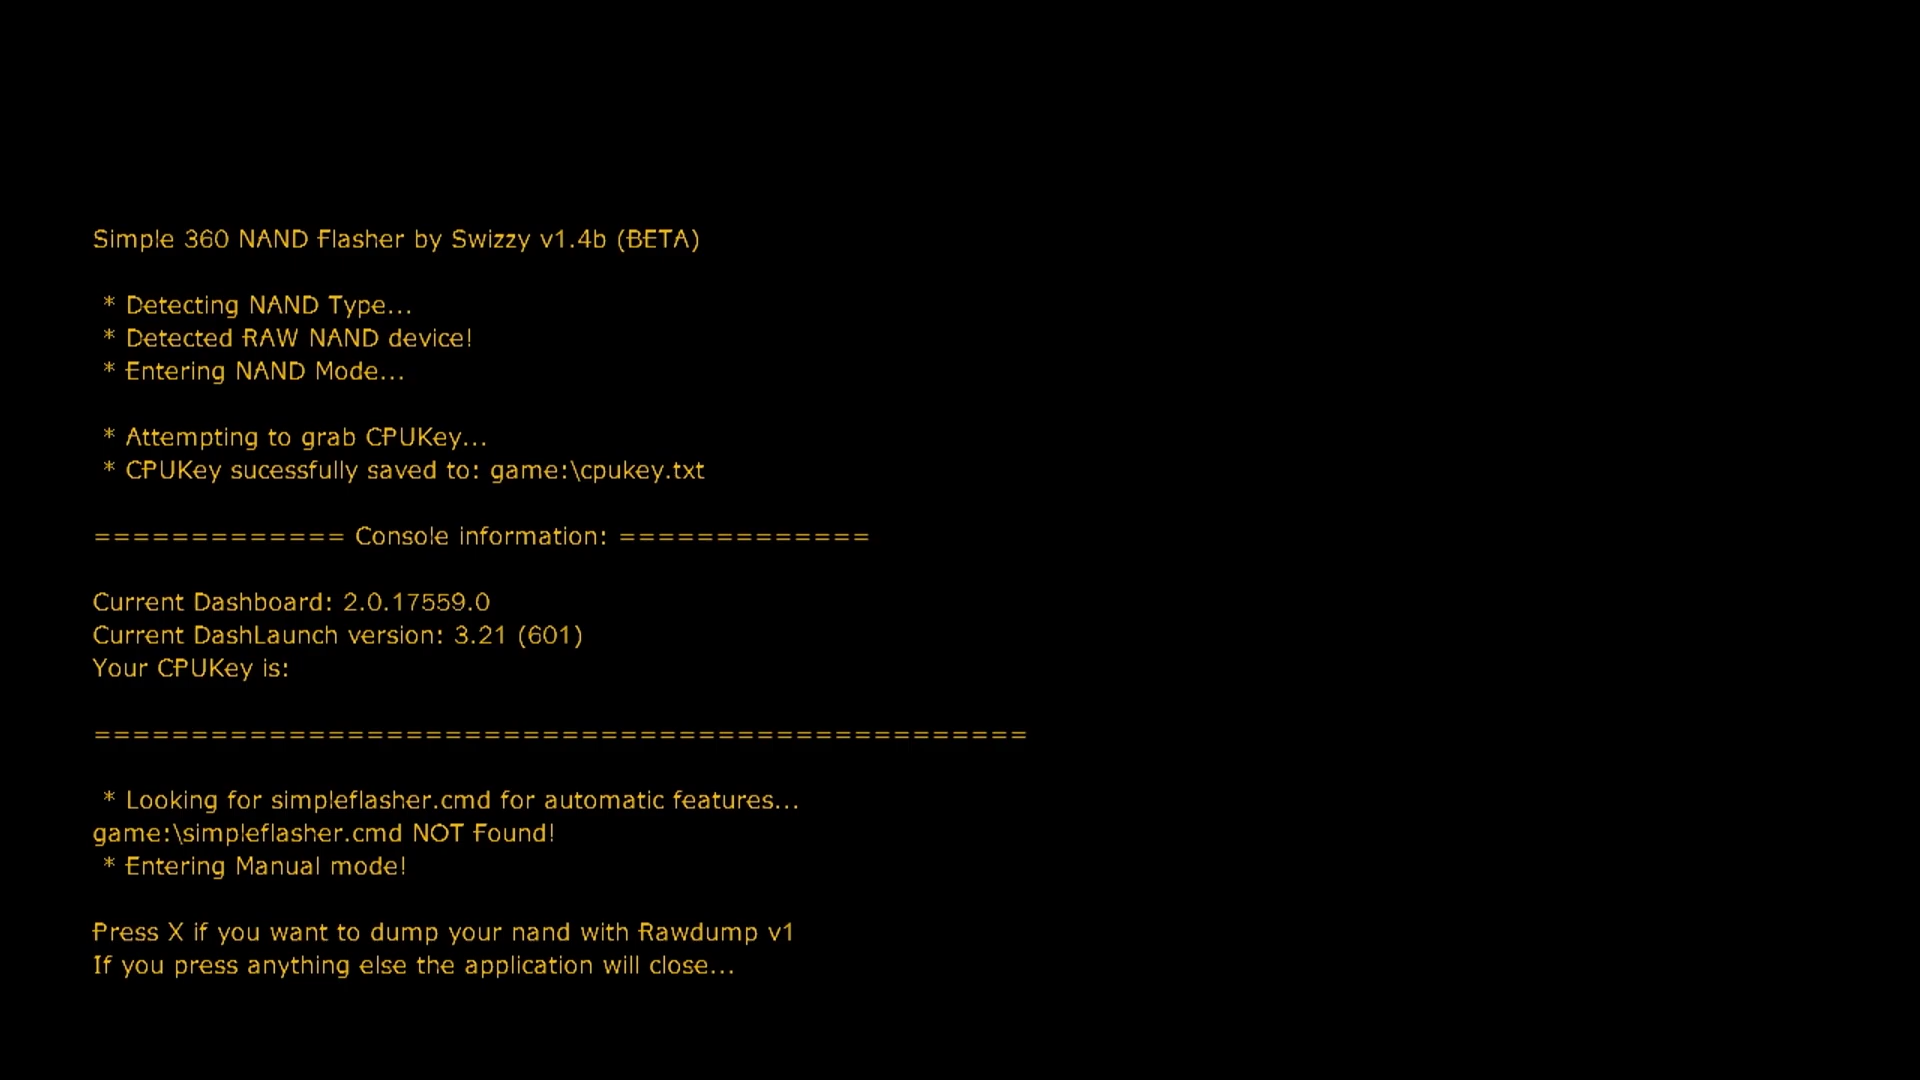 Simple 360 NAND Flasher by Swizzy v1.4b (BETA)
* Detecting NAND Type...
* Detected RAW NAND device!
* Entering NAND Mode...
* Attempting to grab CPUKey...
* CPUKey sucessfully saved to: game:\cpukey.txt
============= Console information: =============
Current Dashboard: 2.0.17559.0
Current DashLaunch version: 3.21 (601)
Your CPUKey is:
================================================
* Looking for simpleflasher.cmd for automatic features...
game:\simpleflasher.cmd NOT Found!
* Entering Manual mode!
Press X if you want to dump your nand with Rawdump v1
If you press anything else the application will close...